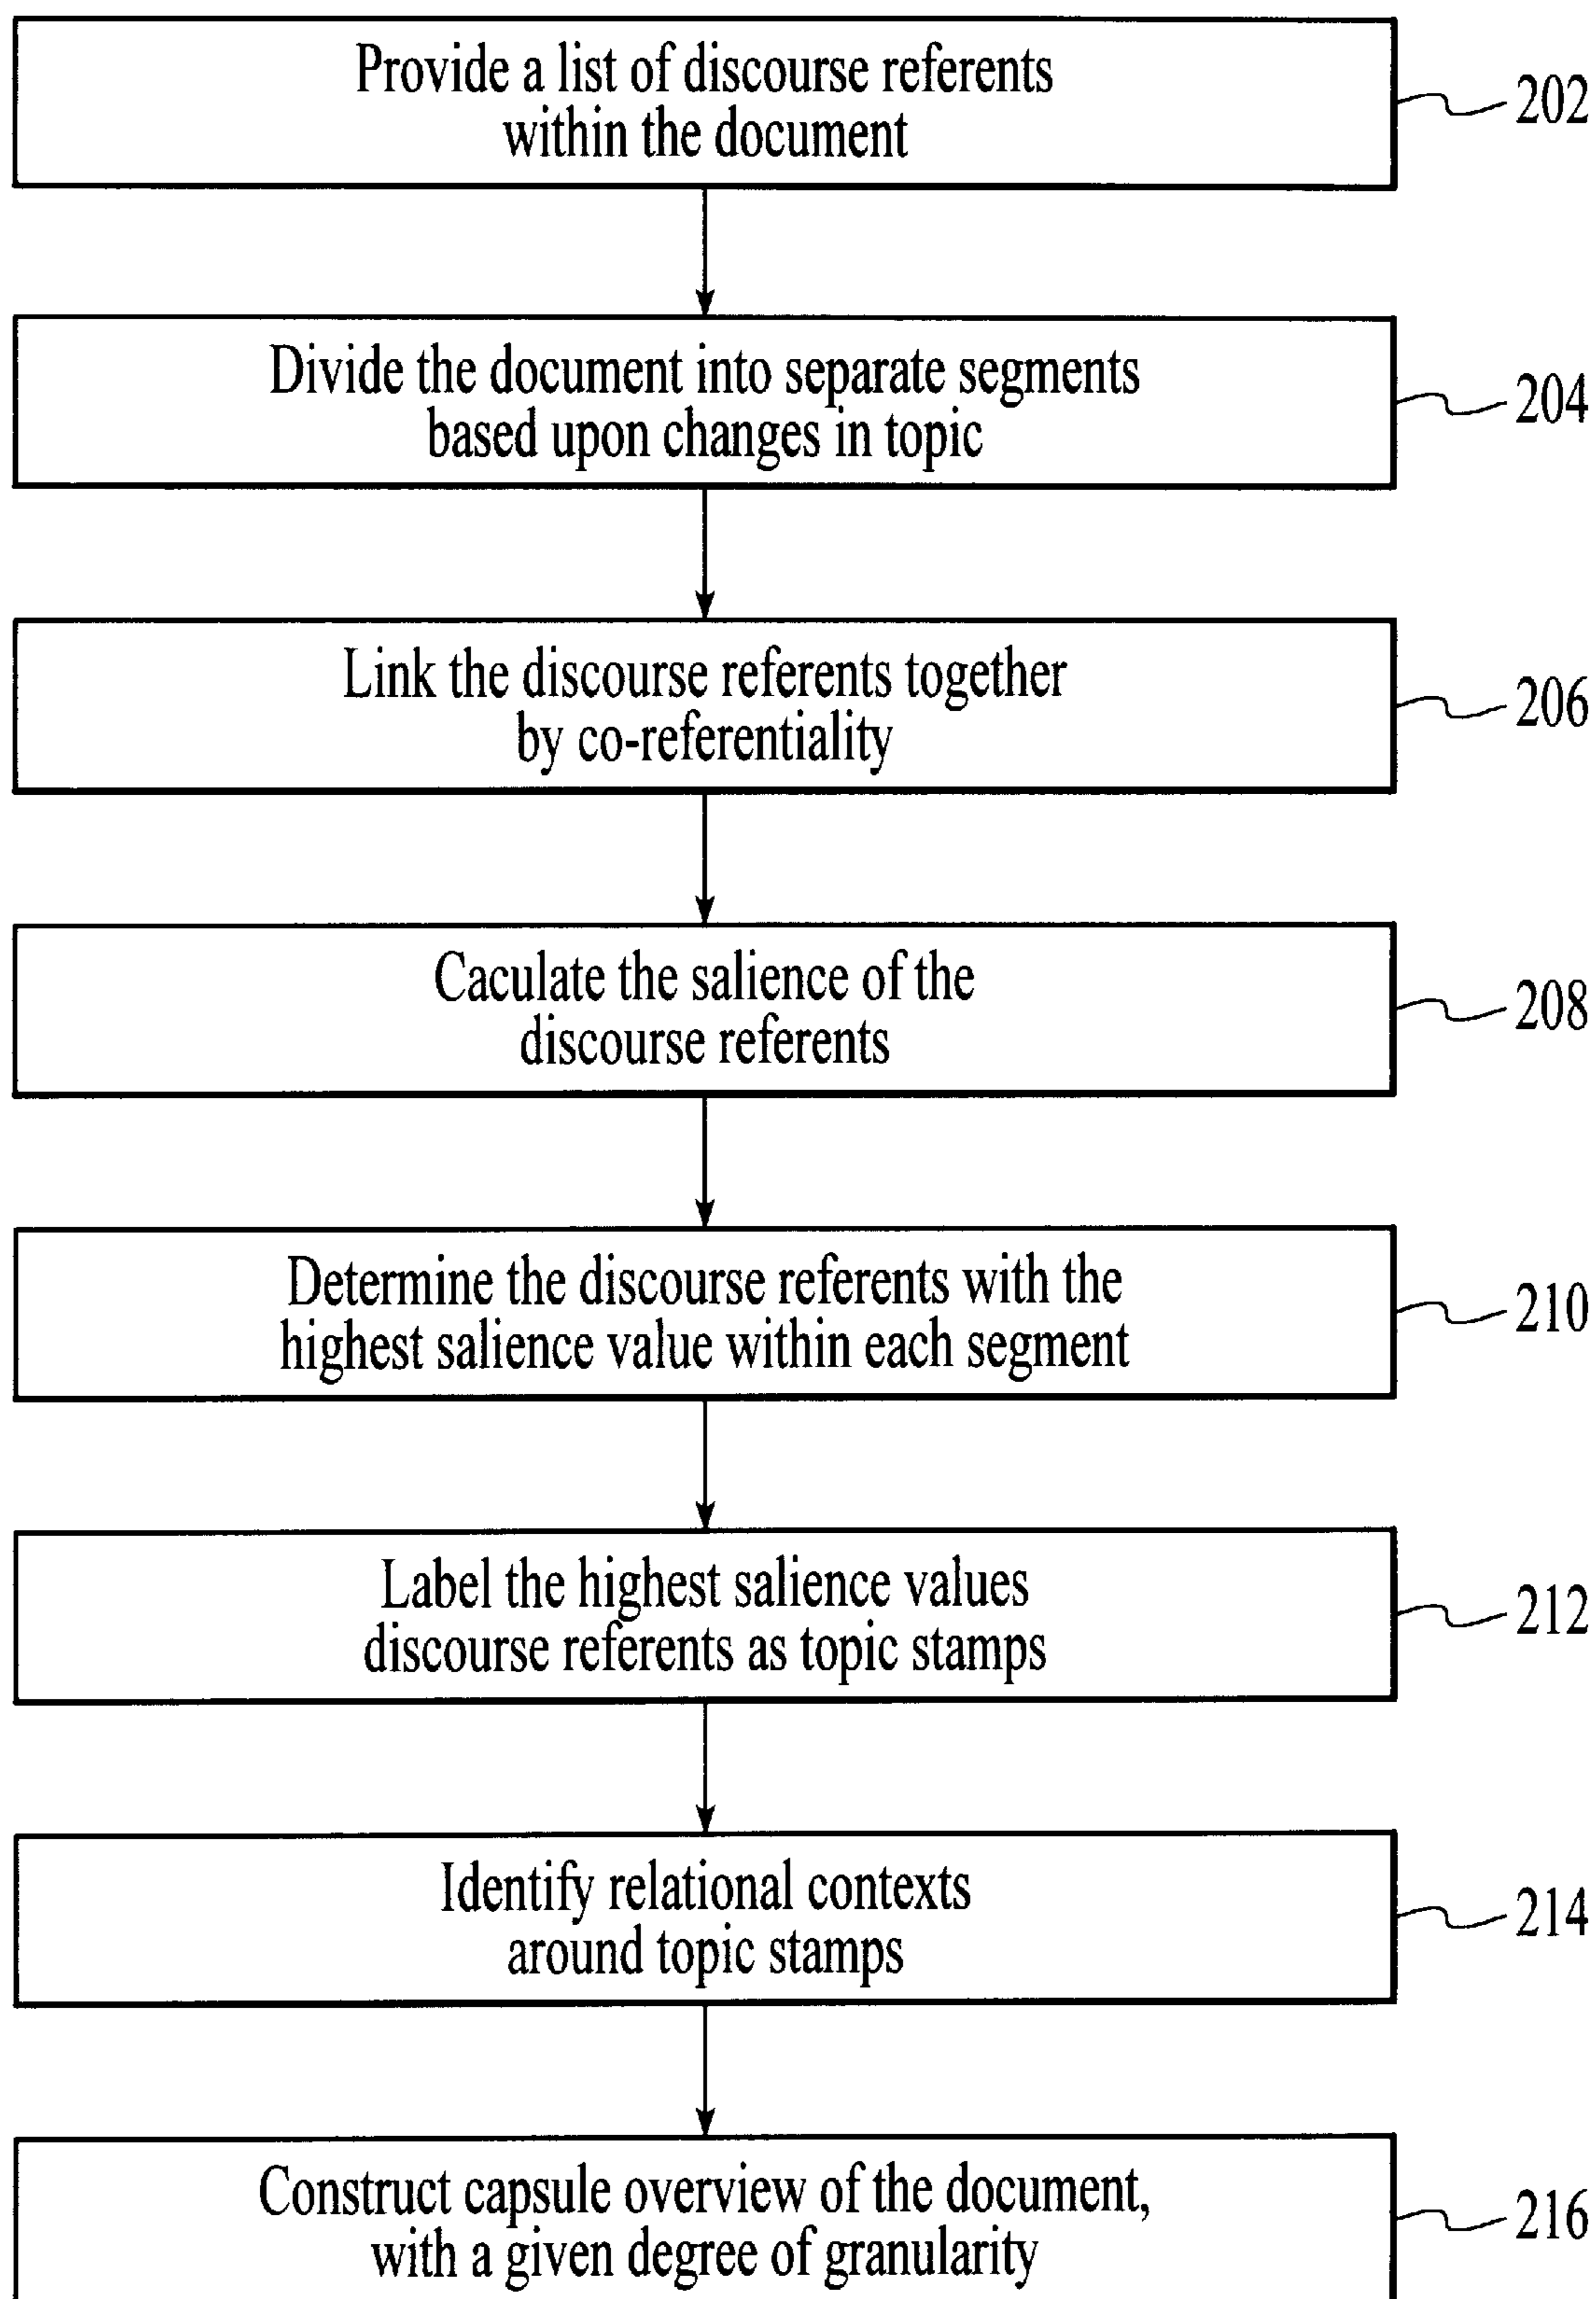 Provide a list of discourse referents
within the document
202
Divide the document into separate segments
based upon changes in topic
204
Link the discourse referents together
by co-referentiality
206
Caculate the salience of the
discourse referents
208
Determine the discourse referents with the
highest salience value within each segment
210
Label the highest salience values
discourse referents as topic stamps
212
Identify relational contexts
around topic stamps
214
Construct capsule overview of the document,
with a given degree of granularity
216